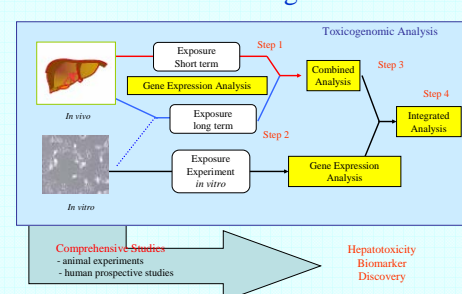 Toxicogenomic Analysis
Exposure
Short term
Step 1
Gene Expression Analysis
Combined
Analysis
Step 3
In vivo
Exposure
long term
Step 2
Step 4
Integrated
Analysis
Exposure
Experiment
in vitro
Gene Expression
Analysis
In vitro
Comprehensive Studies
- animal experiments
- human prospective studies
Hepatotoxicity
Biomarker
Discovery